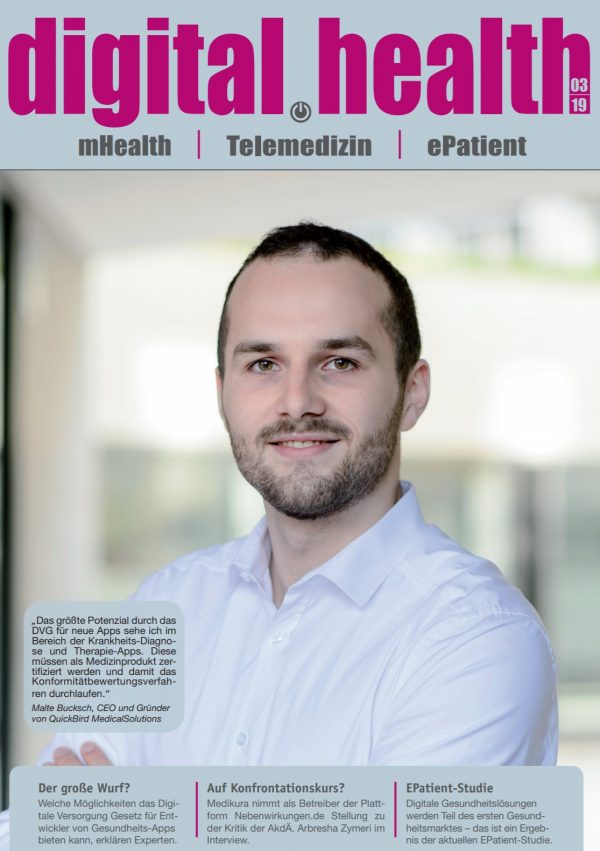 digital.health
03
19
mHealth | Telemedizin | ePatient
„Das größte Potenzial durch das
DVG für neue Apps sehe ich im
Bereich der Krankheits-Diagno-
se und Therapie-Apps. Diese
müssen als Medizinprodukt zer-
tifiziert werden und damit das
Konformitätbewertungsverfah-
ren durchlaufen.“
Malte Bucksch, CEO und Gründer
von QuickBird MedicalSolutions
Der große Wurf?
Welche Möglichkeiten das Digi-
tale Versorgung Gesetz für Ent-
wickler von Gesundheits-Apps
bieten kann, erklären Experten.
Auf Konfrontationskurs?
Medikura nimmt als Betreiber der Platt-
form Nebenwirkungen.de Stellung zu
der Kritik der AkdÄ. Arbresha Zymeri im
Interview.
EPatient-Studie
Digitale Gesundheitslösungen
werden Teil des ersten Gesund-
heitsmarktes – das ist ein Ergeb-
nis der aktuellen EPatient-Studie.